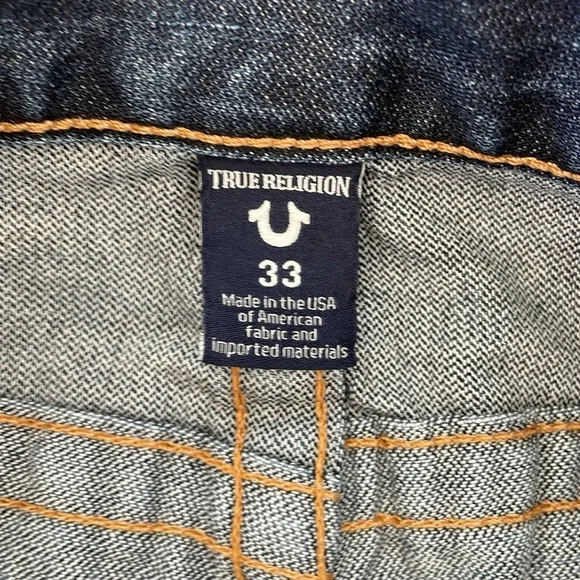 TRUE RELIGION
33
Made in the USA
of American
fabric and
imported materials